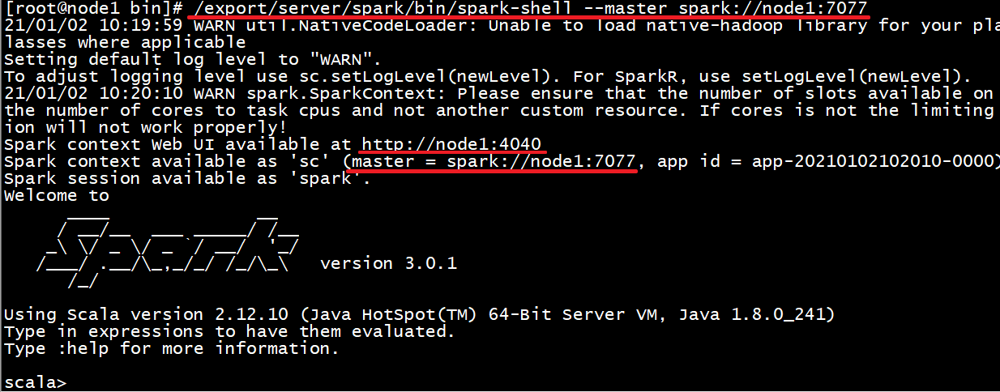 [root@node1 bin]# /export/server/spark/bin/spark-shell --master spark://node1:7077
21/01/02 10:19:59 WARN util.NativeCodeLoader: Unable to load native-hadoop library for your pla
lasses where applicable
Setting default log level to "WARN".
To adjust logging level use sc.setLogLevel(newLevel). For SparkR, use setLogLevel(newLevel).
21/01/02 10:20:10 WARN spark.SparkContext: Please ensure that the number of slots available on
the number of cores to task cpus and not another custom resource. If cores is not the limiting
ion will not work properly!
Spark context Web UI available at http://node1:4040
Spark context available as 'sc' (master = spark://node1:7077, app id = app-20210102102010-0000)
Spark session available as 'spark'.
Welcome to
      ____              __
     / __/__  ___ _____/ /__
    _\ \/ _ \/ _ `/ __/  '_/
   /___/ .__/\_,_/_/ /_/\_\   version 3.0.1
      /_/
Using Scala version 2.12.10 (Java HotSpot(TM) 64-Bit Server VM, Java 1.8.0_241)
Type in expressions to have them evaluated.
Type :help for more information.
scala>